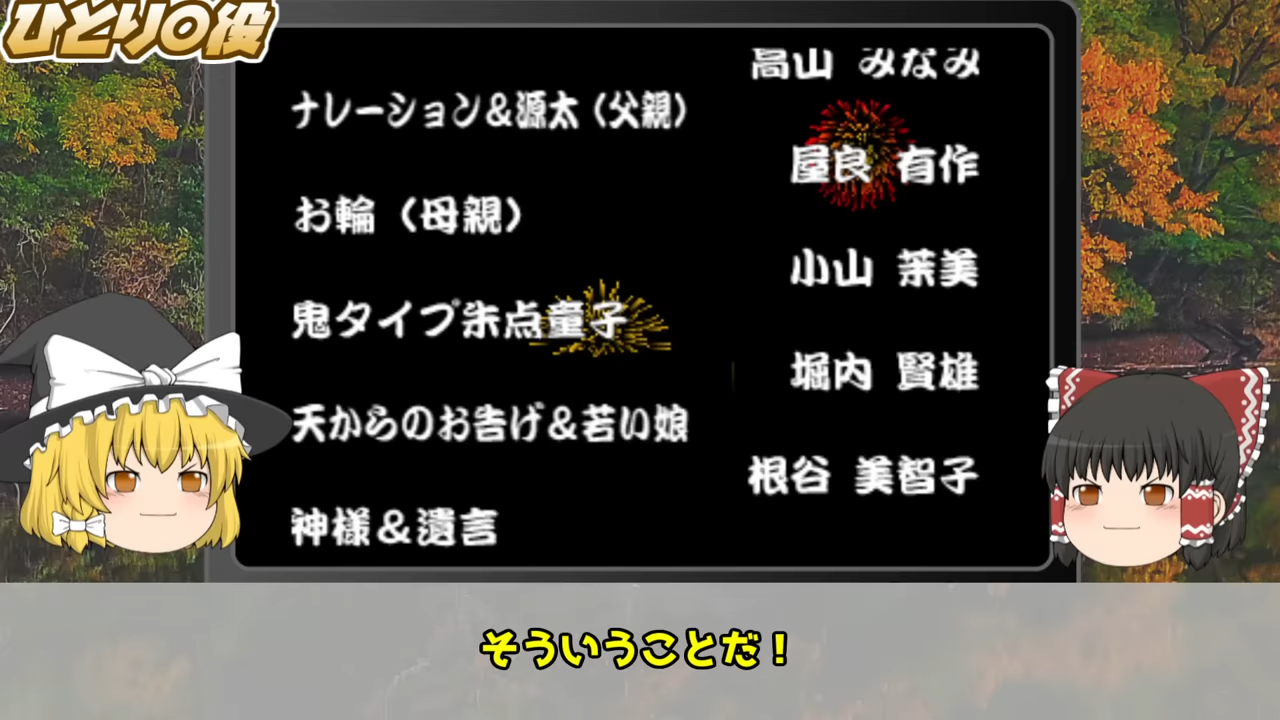 ひとり〇役
高山 みなみ
ナレーション&源太(父親)
屋良 有作
お輪(母親)
小山 茉美
鬼タイプ朱点童子
堀内 賢雄
天からのお告げ&若い娘
根谷 美智子
神様&遺言
そういうことだ!